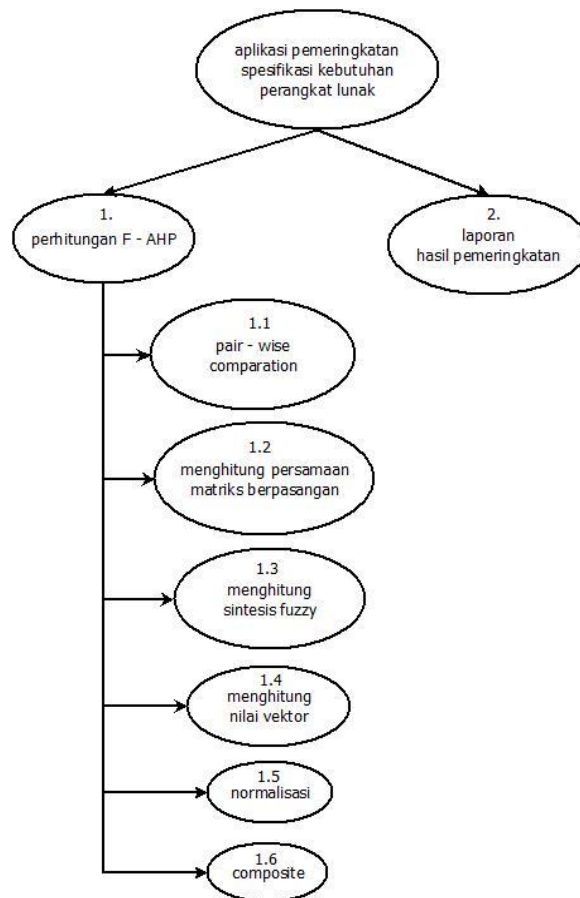 aplikasi pemeringkatan
spesifikasi kebutuhan
perangkat lunak
1.
perhitungan F - AHP
2.
laporan
hasil pemeringkatan
1.1
pair - wise
comparation
1.2
menghitung persamaan
matriks berpasangan
1.3
menghitung
sintesis fuzzy
1.4
menghitung
nilai vektor
1.5
normalisasi
1.6
composite